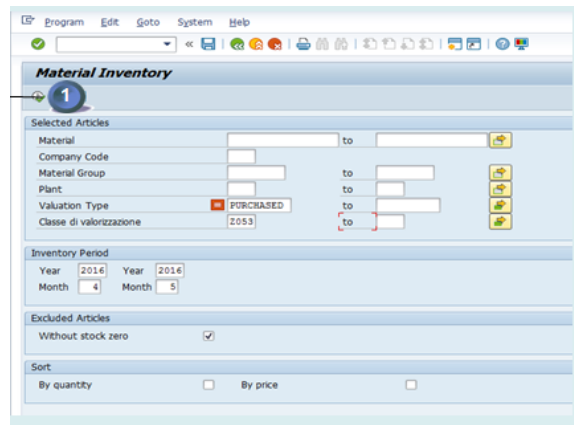 Program Edit Goto System Help
Material Inventory
1
Selected Articles
Material to
Company Code
Material Group to
Plant to
Valuation Type = PURCHASED to
Classe di valorizzazione Z053 to
Inventory Period
Year 2016 Year 2016
Month 4 Month 5
Excluded Articles
Without stock zero
Sort
By quantity By price